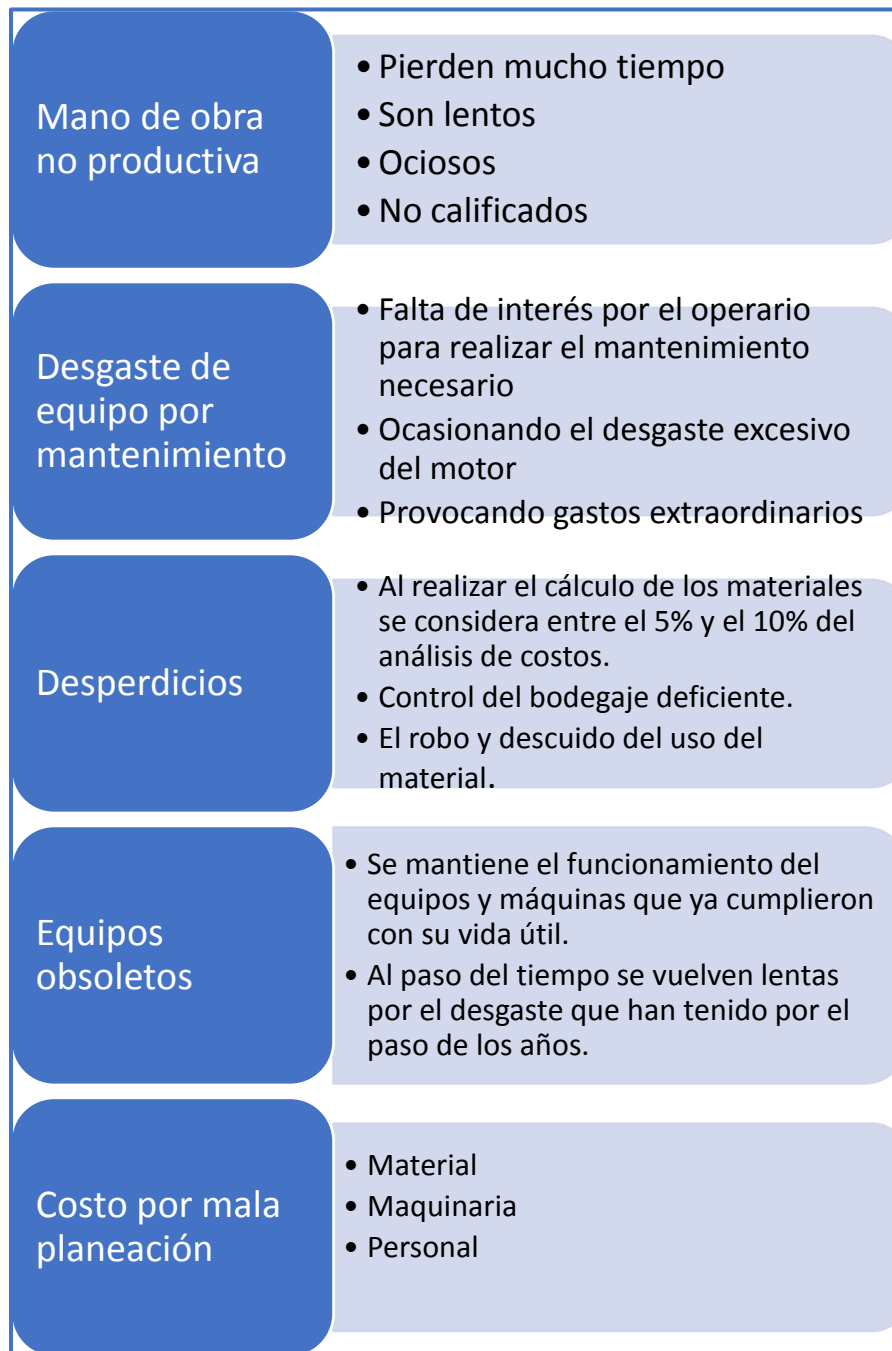 Mano de obra
no productiva
• Pierden mucho tiempo
• Son lentos
• Ociosos
• No calificados
Desgaste de
equipo por
mantenimiento
• Falta de interés por el operario
para realizar el mantenimiento
necesario
• Ocasionando el desgaste excesivo
del motor
• Provocando gastos extraordinarios
Desperdicios
• Al realizar el cálculo de los materiales
se considera entre el 5% y el 10% del
análisis de costos.
• Control del bodegaje deficiente.
• El robo y descuido del uso del
material.
Equipos
obsoletos
• Se mantiene el funcionamiento del
equipos y máquinas que ya cumplieron
con su vida útil.
• Al paso del tiempo se vuelven lentas
por el desgaste que han tenido por el
paso de los años.
Costo por mala
planeación
• Material
• Maquinaria
• Personal